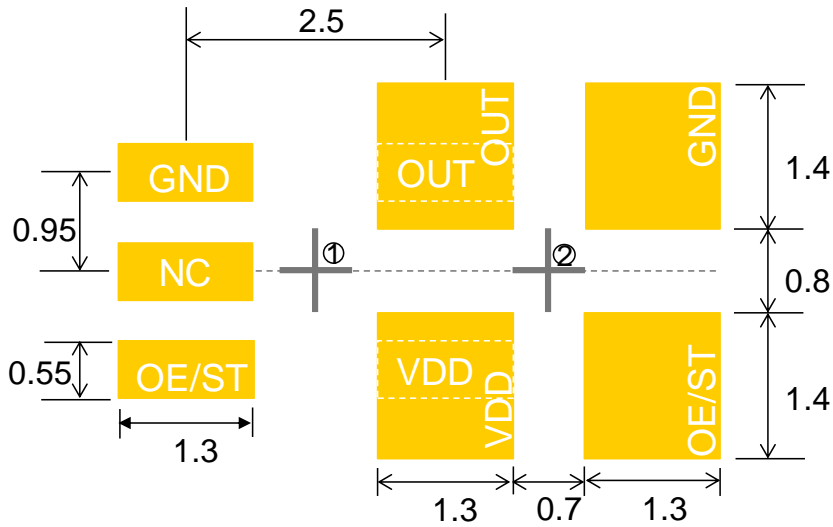 2.5
OUT
GND
GND
OUT
1.4
0.95
①
②
NC
0.8
0.55
OE/ST
VDD
VDD
OE/ST
1.4
1.3
1.3
0.7
1.3